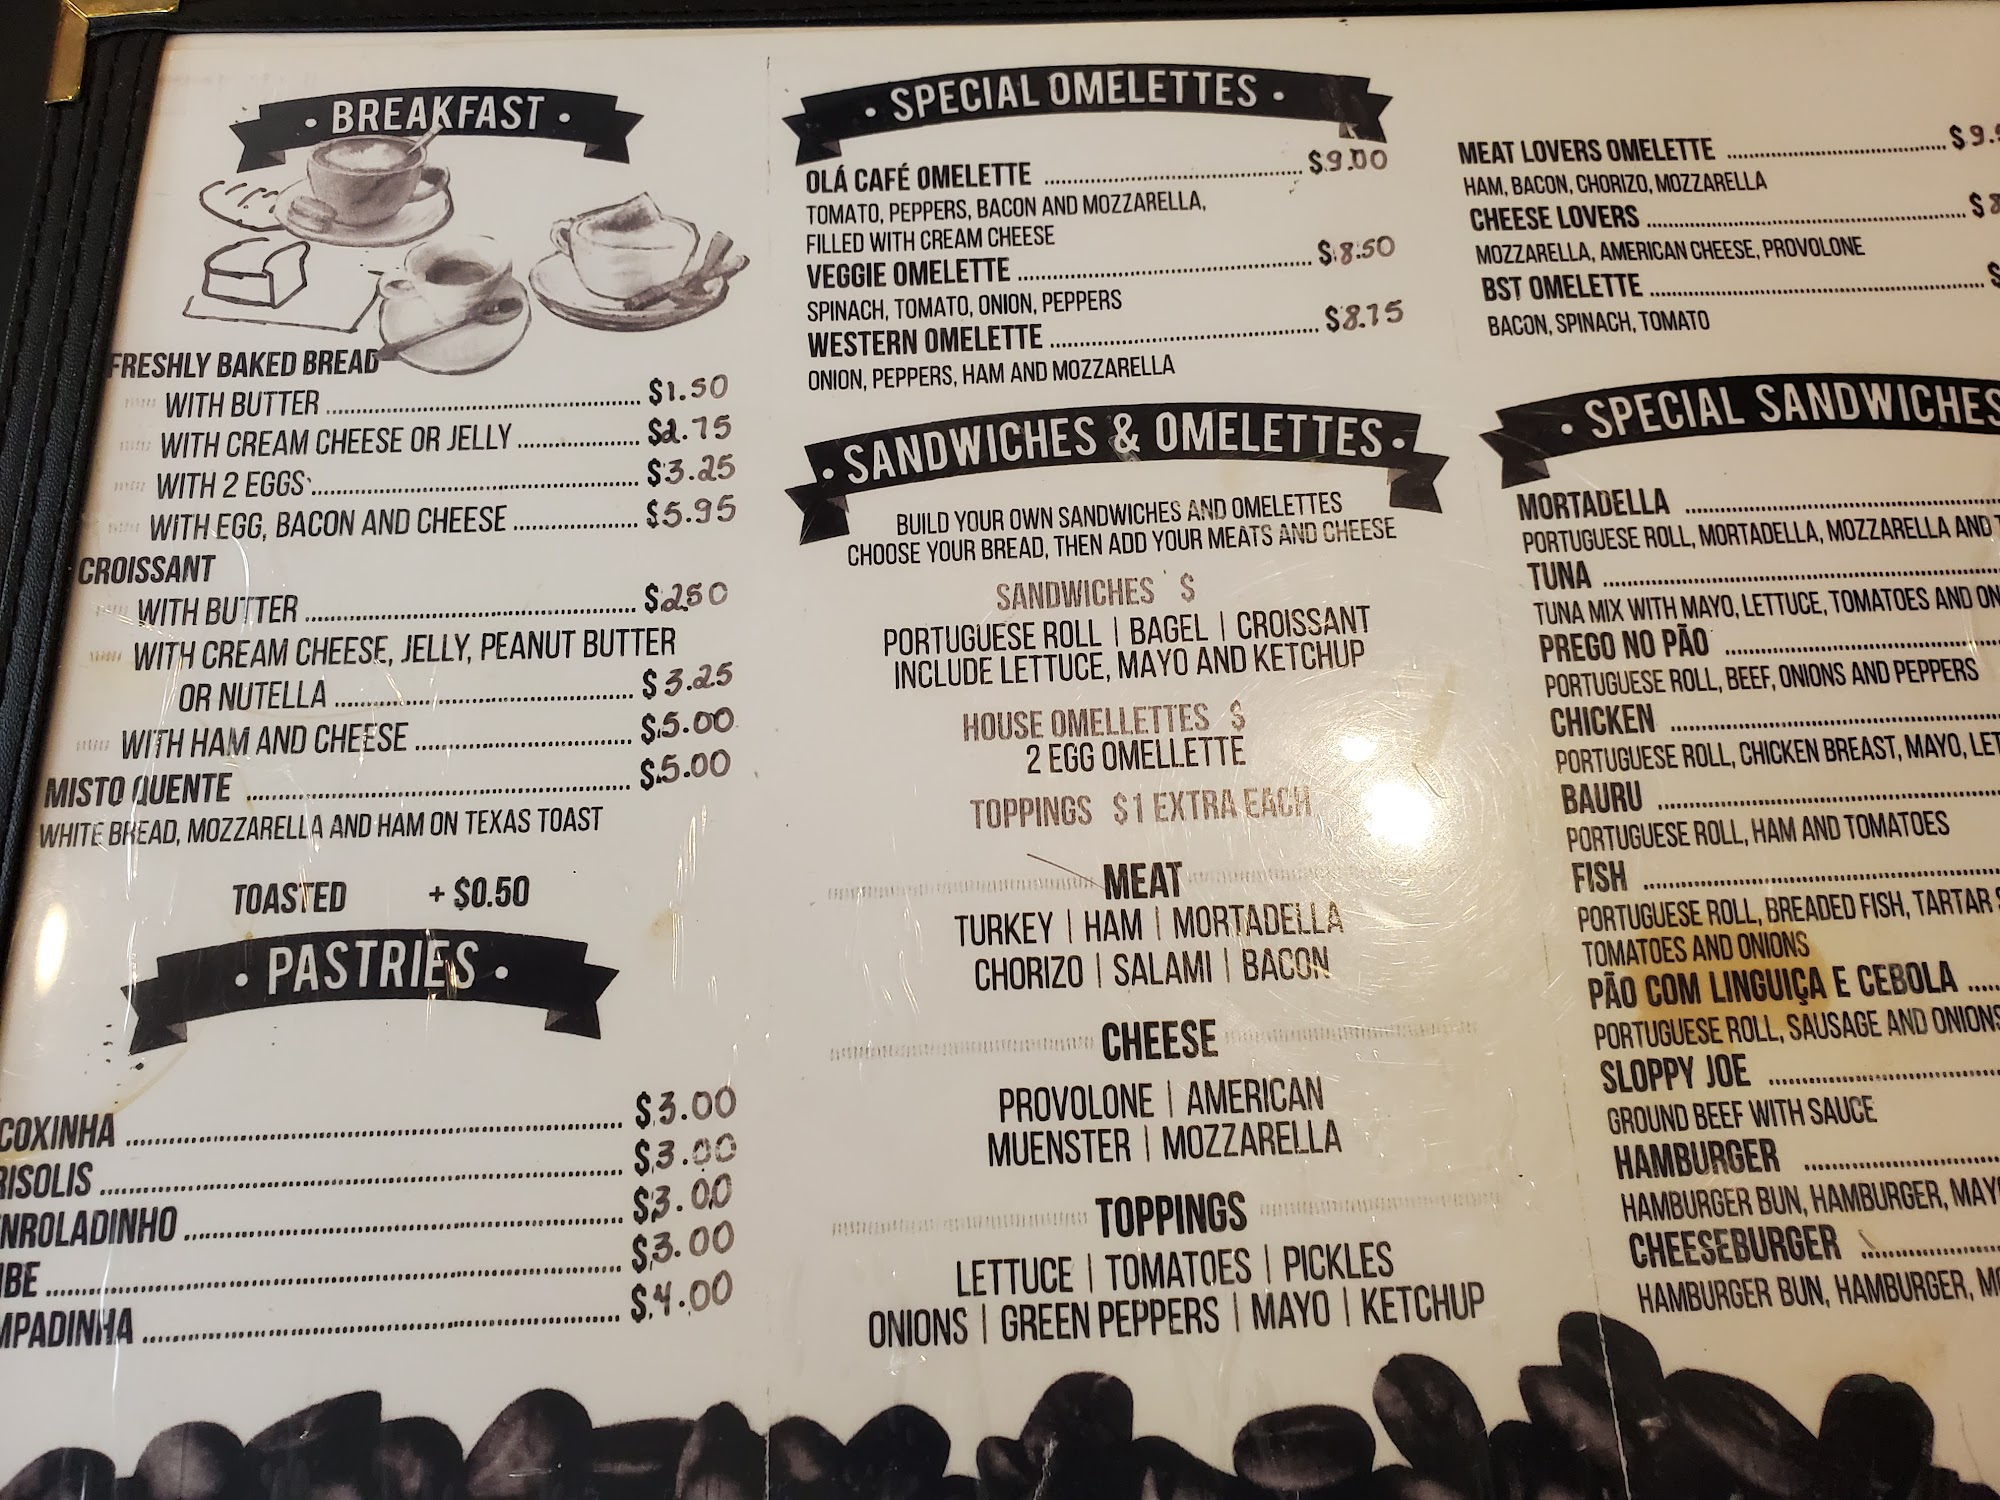 • BREAKFAST •
FRESHLY BAKED BREAD
WITH BUTTER $1.50
WITH CREAM CHEESE OR JELLY $2.75
WITH 2 EGGS $3.25
WITH EGG, BACON AND CHEESE $5.95
CROISSANT
WITH BUTTER $2.50
WITH CREAM CHEESE, JELLY, PEANUT BUTTER
OR NUTELLA $3.25
WITH HAM AND CHEESE $5.00
MISTO QUENTE $5.00
WHITE BREAD, MOZZARELLA AND HAM ON TEXAS TOAST
TOASTED + $0.50
• PASTRIES •
COXINHA $3.00
RISOLIS $3.00
NROLADINHO $3.00
IBE $3.00
MPADINHA $4.00
• SPECIAL OMELETTES •
OLÁ CAFÉ OMELETTE $9.00
TOMATO, PEPPERS, BACON AND MOZZARELLA,
FILLED WITH CREAM CHEESE
VEGGIE OMELETTE $8.50
SPINACH, TOMATO, ONION, PEPPERS
WESTERN OMELETTE $8.75
ONION, PEPPERS, HAM AND MOZZARELLA
• SANDWICHES & OMELETTES •
BUILD YOUR OWN SANDWICHES AND OMELETTES
CHOOSE YOUR BREAD, THEN ADD YOUR MEATS AND CHEESE
SANDWICHES $
PORTUGUESE ROLL | BAGEL | CROISSANT
INCLUDE LETTUCE, MAYO AND KETCHUP
HOUSE OMELLETTES $
2 EGG OMELLETTE
TOPPINGS $1 EXTRA EACH
MEAT
TURKEY | HAM | MORTADELLA
CHORIZO | SALAMI | BACON
CHEESE
PROVOLONE | AMERICAN
MUENSTER | MOZZARELLA
TOPPINGS
LETTUCE | TOMATOES | PICKLES
ONIONS | GREEN PEPPERS | MAYO | KETCHUP
MEAT LOVERS OMELETTE $9.
HAM, BACON, CHORIZO, MOZZARELLA
CHEESE LOVERS $8
MOZZARELLA, AMERICAN CHEESE, PROVOLONE
BST OMELETTE $
BACON, SPINACH, TOMATO
• SPECIAL SANDWICHES
MORTADELLA
PORTUGUESE ROLL, MORTADELLA, MOZZARELLA AND
TUNA
TUNA MIX WITH MAYO, LETTUCE, TOMATOES AND ON
PREGO NO PÃO
PORTUGUESE ROLL, BEEF, ONIONS AND PEPPERS
CHICKEN
PORTUGUESE ROLL, CHICKEN BREAST, MAYO, LET
BAURU
PORTUGUESE ROLL, HAM AND TOMATOES
FISH
PORTUGUESE ROLL, BREADED FISH, TARTAR
TOMATOES AND ONIONS
PÃO COM LINGUIÇA E CEBOLA
PORTUGUESE ROLL, SAUSAGE AND ONIONS
SLOPPY JOE
GROUND BEEF WITH SAUCE
HAMBURGER
HAMBURGER BUN, HAMBURGER, MAY
CHEESEBURGER
HAMBURGER BUN, HAMBURGER, M